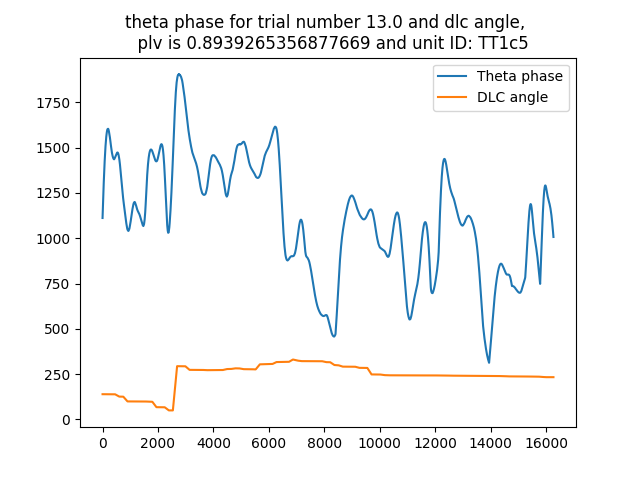 theta phase for trial number 13.0 and dlc angle,
plv is 0.8939265356877669 and unit ID: TT1c5
Theta phase
DLC angle
1750
1500
1250
1000
750
500
250
0
0 2000 4000 6000 8000 10000 12000 14000 16000